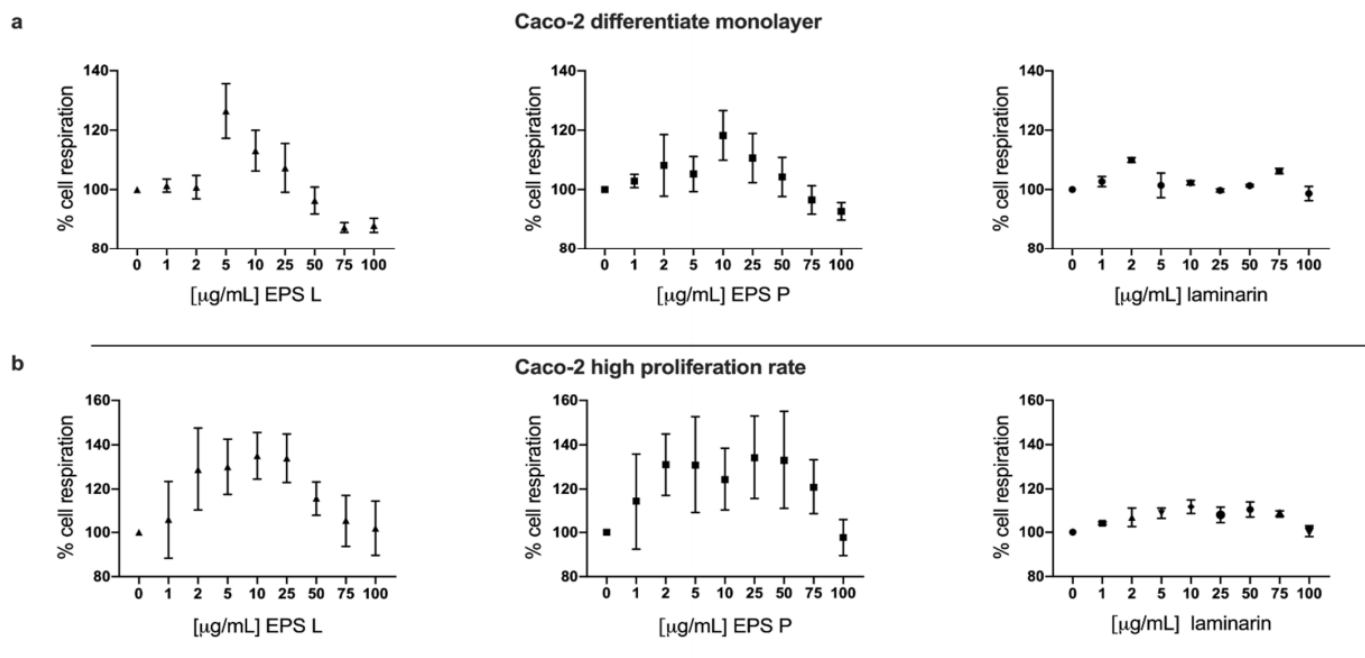 a
Caco-2 differentiate monolayer
% cell respiration
140
120
100
80
0 1 2 5 10 25 50 75 100
[μg/mL] EPS L
% cell respiration
140
120
100
80
0 1 2 5 10 25 50 75 100
[μg/mL] EPS P
% cell respiration
140
120
100
80
0 1 2 5 10 25 50 75 100
[μg/mL] laminarin
b
Caco-2 high proliferation rate
% cell respiration
160
140
120
100
80
0 1 2 5 10 25 50 75 100
[μg/mL] EPS L
% cell respiration
160
140
120
100
80
0 1 2 5 10 25 50 75 100
[μg/mL] EPS P
% cell respiration
160
140
120
100
80
0 1 2 5 10 25 50 75 100
[μg/mL] laminarin